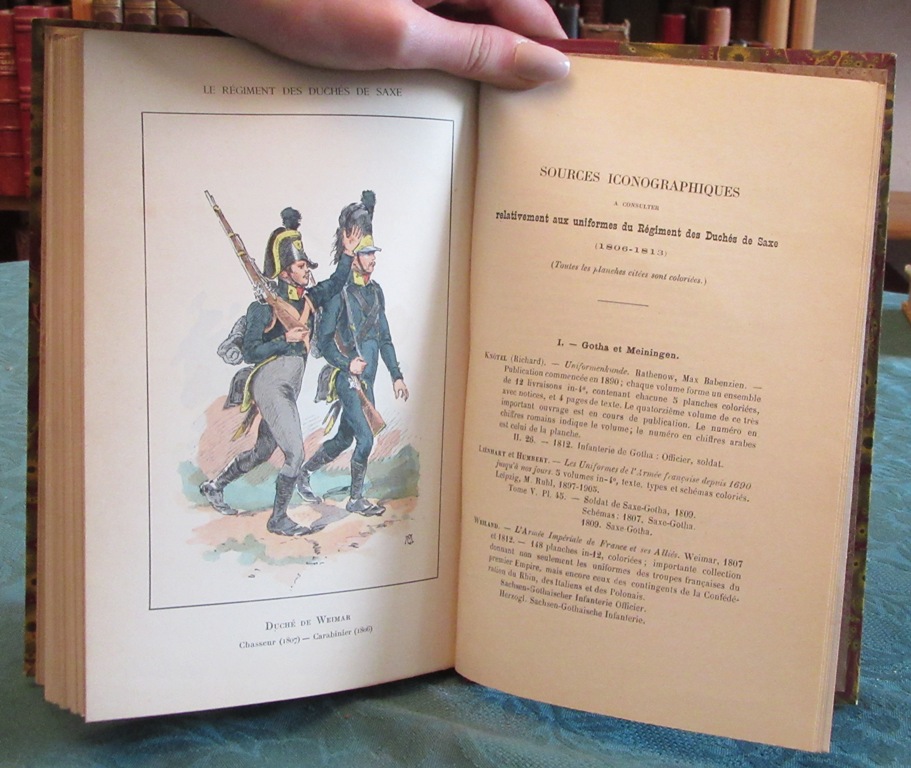 LE RÉGIMENT DES DUCHÉS DE SAXE
DUCHÉ DE WEIMAR
Chasseur (1807) — Carabinier (1806)
SOURCES ICONOGRAPHIQUES
A CONSULTER
relativement aux uniformes du Régiment des Duchés de Saxe
(1806-1813)
(Toutes les planches citées sont coloriées.)
I. — Gotha et Meiningen.
KNÖTEL (Richard). — Uniformenkunde. Rathenow, Max Babenzien. —
Publication commencée en 1890; chaque volume forme un ensemble
de 12 livraisons in-4°, contenant chacune 5 planches coloriées,
avec notices, et 4 pages de texte. Le quatorzième volume de ce très
important ouvrage est en cours de publication. Le numéro en
chiffres romains indique le volume; le numéro en chiffres arabes
est celui de la planche.
II. 26. — 1812. Infanterie de Gotha : Officier, soldat.
LIENHART et HUMBERT. — Les Uniformes de l'Armée française depuis 1690
jusqu'à nos jours. 5 volumes in-4°, texte, types et schémas coloriés.
Leipzig, M. Ruhl, 1897-1905.
Tome V. Pl. 45. — Soldat de Saxe-Gotha, 1809.
Schémas : 1807, Saxe-Gotha.
1809. Saxe-Gotha.
WEILAND. — L'Armée Impériale de France et ses Alliés. Weimar, 1807
et 1812. — 148 planches in-12, coloriées; importante collection
donnant non seulement les uniformes des troupes françaises du
premier Empire, mais encore ceux des contingents de la Confédé-
ration du Rhin, des Italiens et des Polonais.
Sachsen-Gothaischer Infanterie Officier.
Herzogl. Sachsen-Gothaische Infanterie.